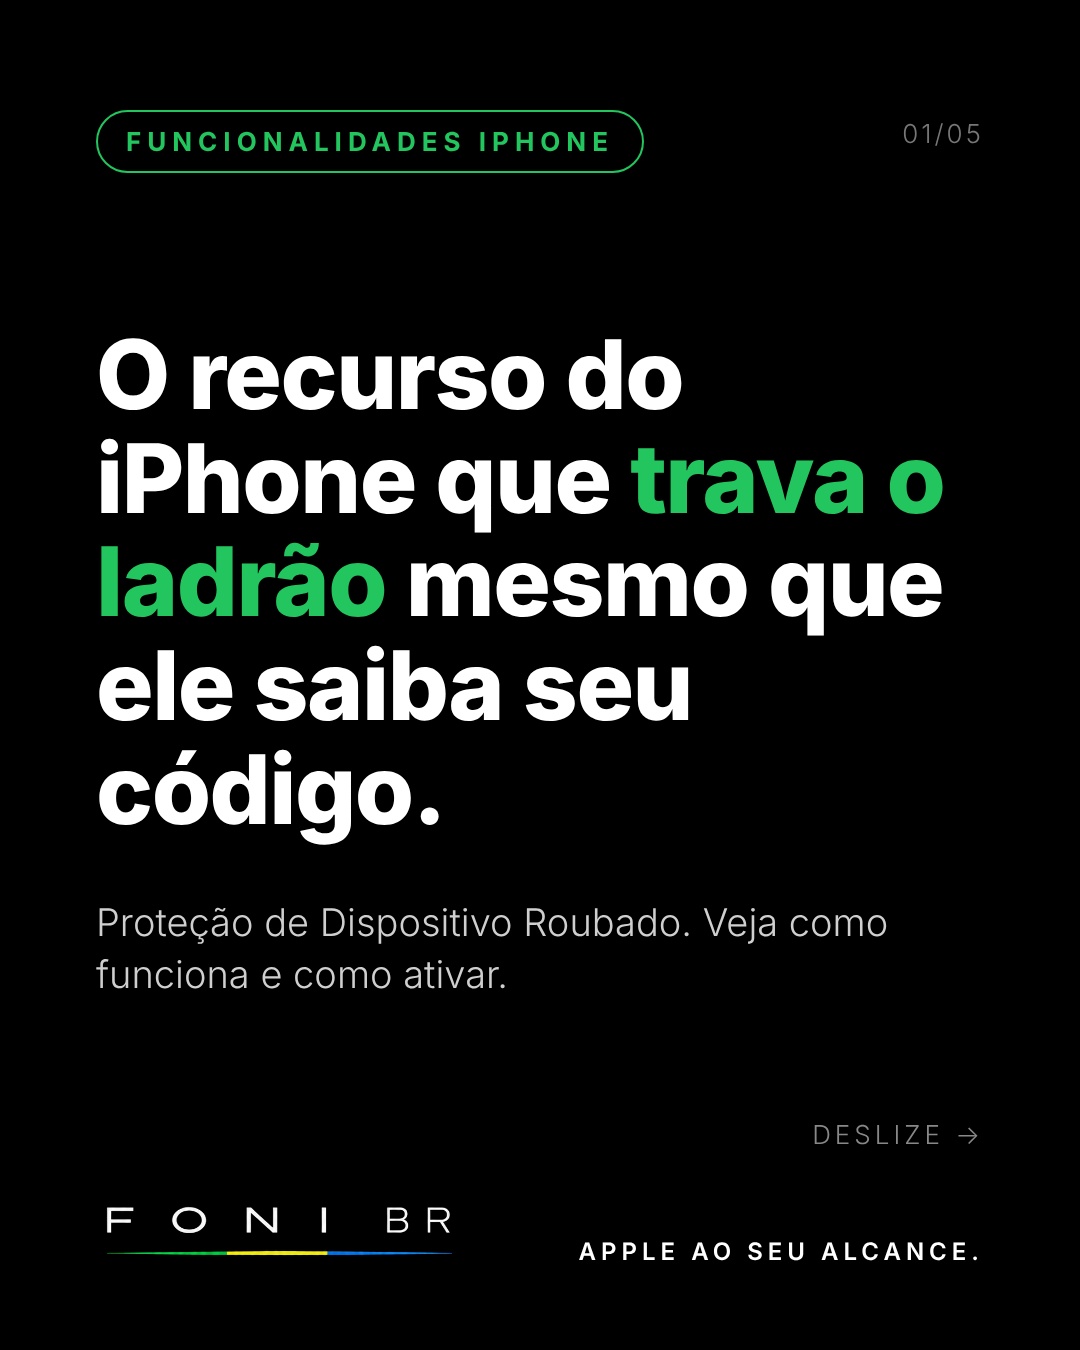 FUNCIONALIDADES IPHONE
01/05
O recurso do
iPhone que trava o
ladrão mesmo que
ele saiba seu
código.
Proteção de Dispositivo Roubado. Veja como
funciona e como ativar.
DESLIZE →
FONI BR
APPLE AO SEU ALCANCE.